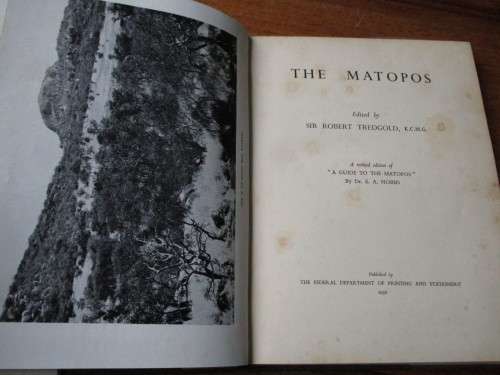 THE MATOPOS
Edited by
SIR ROBERT TREDGOLD, K.C.M.G.
A revised edition of
"A GUIDE TO THE MATOPOS"
By Dr. E. A. NOBBS
Published by
THE FEDERAL DEPARTMENT OF PRINTING AND STATIONERY
1956